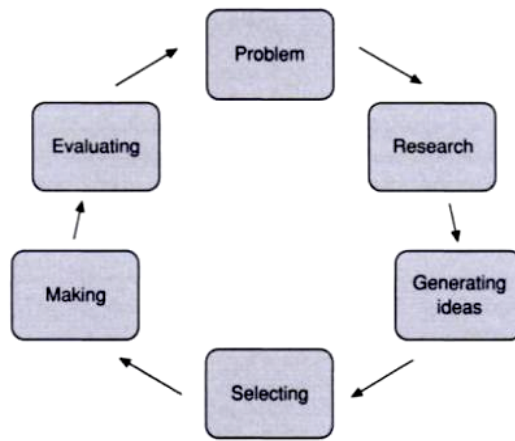 Problem
Research
Generating
ideas
Selecting
Making
Evaluating